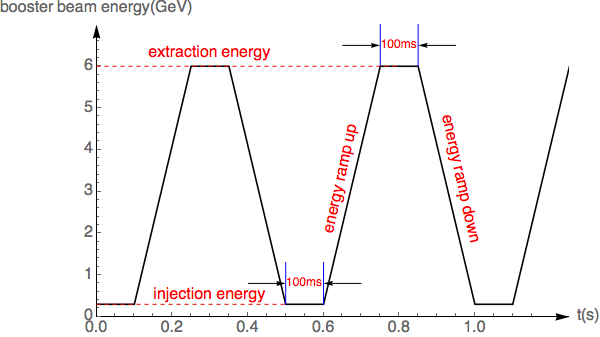 booster beam energy(GeV)
extraction energy
100ms
6
5
4
3
2
1
0
energy ramp up
energy ramp down
injection energy
100ms
0.0 0.2 0.4 0.6 0.8 1.0
t(s)